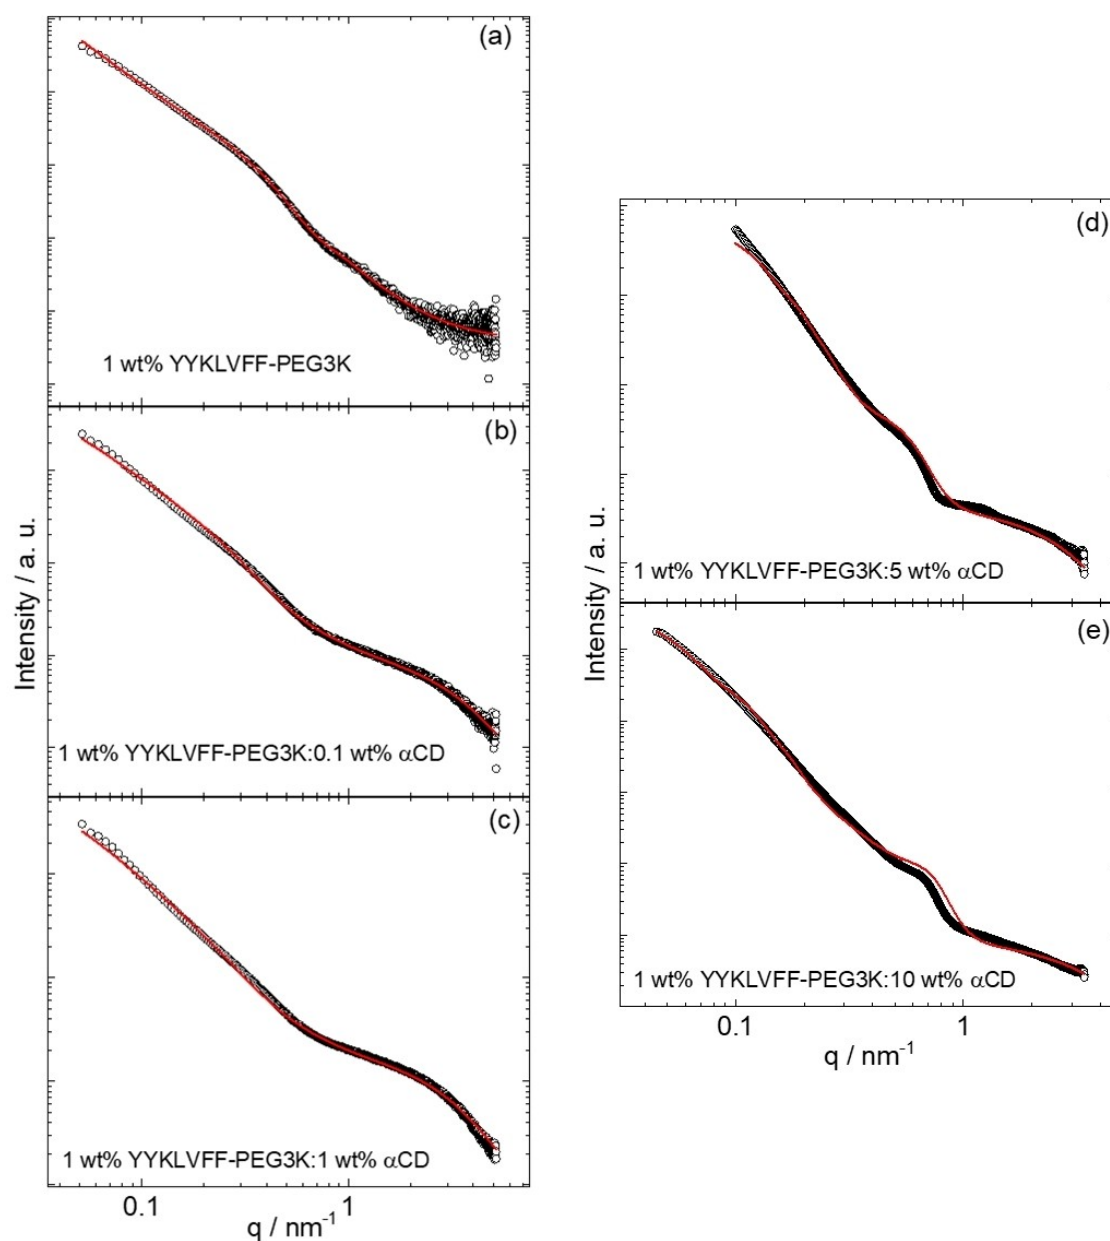 (a)
1 wt% YYKLVFF-PEG3K
(b)
1 wt% YYKLVFF-PEG3K:0.1 wt% αCD
(c)
1 wt% YYKLVFF-PEG3K:1 wt% αCD
Intensity / a. u.
0.1 1
q / nm⁻¹
(d)
1 wt% YYKLVFF-PEG3K:5 wt% αCD
(e)
1 wt% YYKLVFF-PEG3K:10 wt% αCD
Intensity / a. u.
0.1 1
q / nm⁻¹